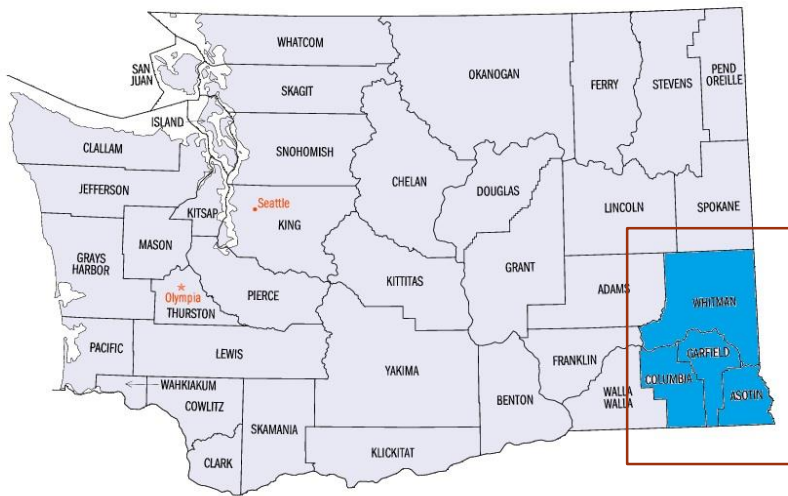 WHATCOM
OKANOGAN
FERRY
STEVENS
PEND
OREILLE
SAN
JUAN
SKAGIT
ISLAND
SNOHOMISH
CLALLAM
CHELAN
DOUGLAS
JEFFERSON
KITSAP
Seattle
KING
LINCOLN
SPOKANE
MASON
GRAYS
HARBOR
GRANT
KITTITAS
ADAMS
Olympia
THURSTON
PIERCE
WHITMAN
PACIFIC
LEWIS
YAKIMA
FRANKLIN
GARFIELD
COLUMBIA
WAHKIAKUM
COWLITZ
BENTON
WALLA
WALLA
ASOTIN
SKAMANIA
CLARK
KLICKITAT